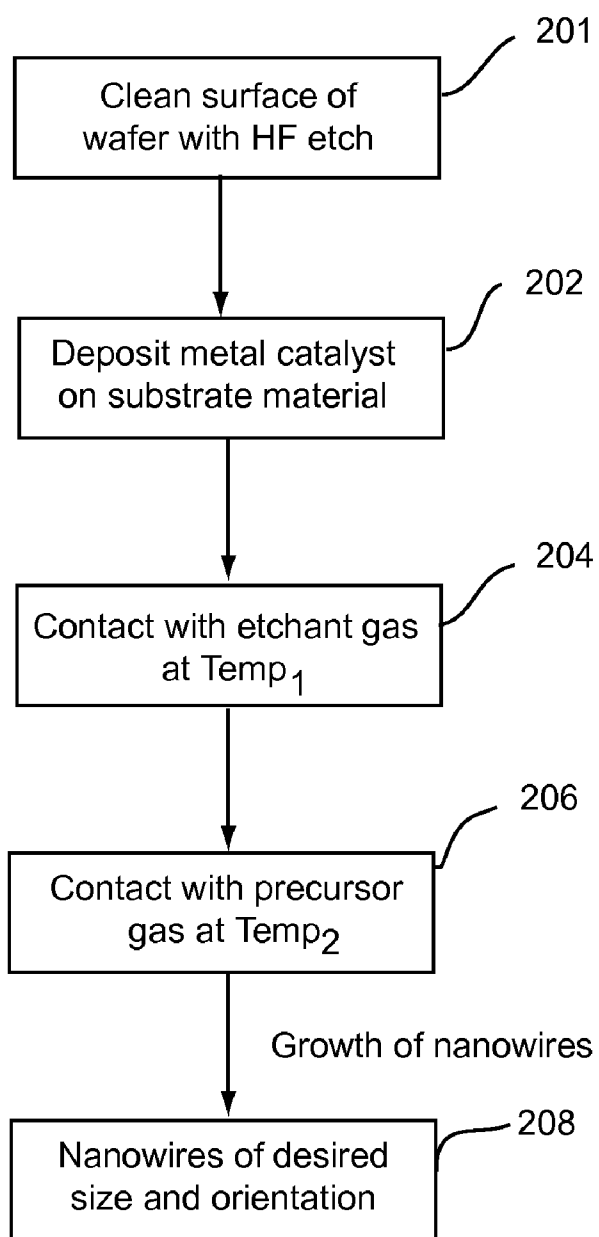 201
Clean surface of
wafer with HF etch
202
Deposit metal catalyst
on substrate material
204
Contact with etchant gas
at Temp1
206
Contact with precursor
gas at Temp2
Growth of nanowires
208
Nanowires of desired
size and orientation